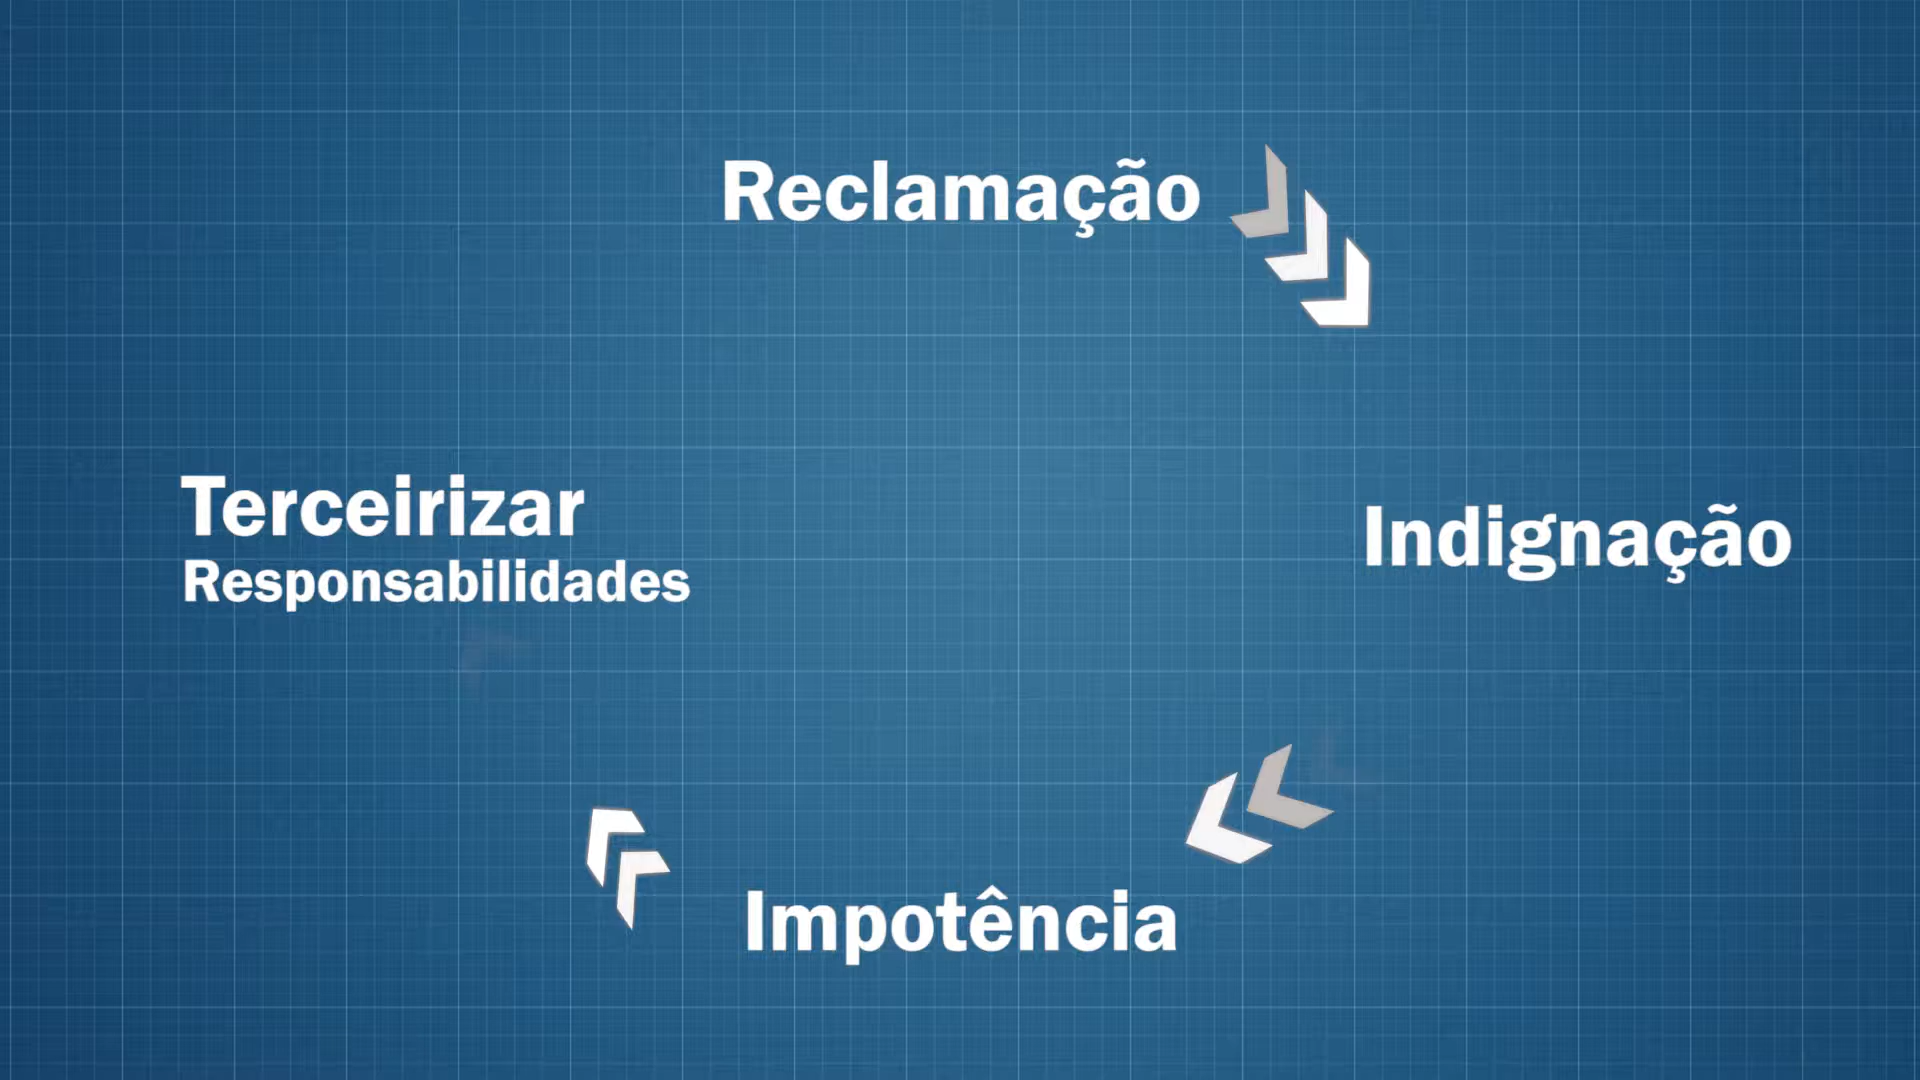 Reclamação
Terceirizar
Responsabilidades
Indignação
Impotência